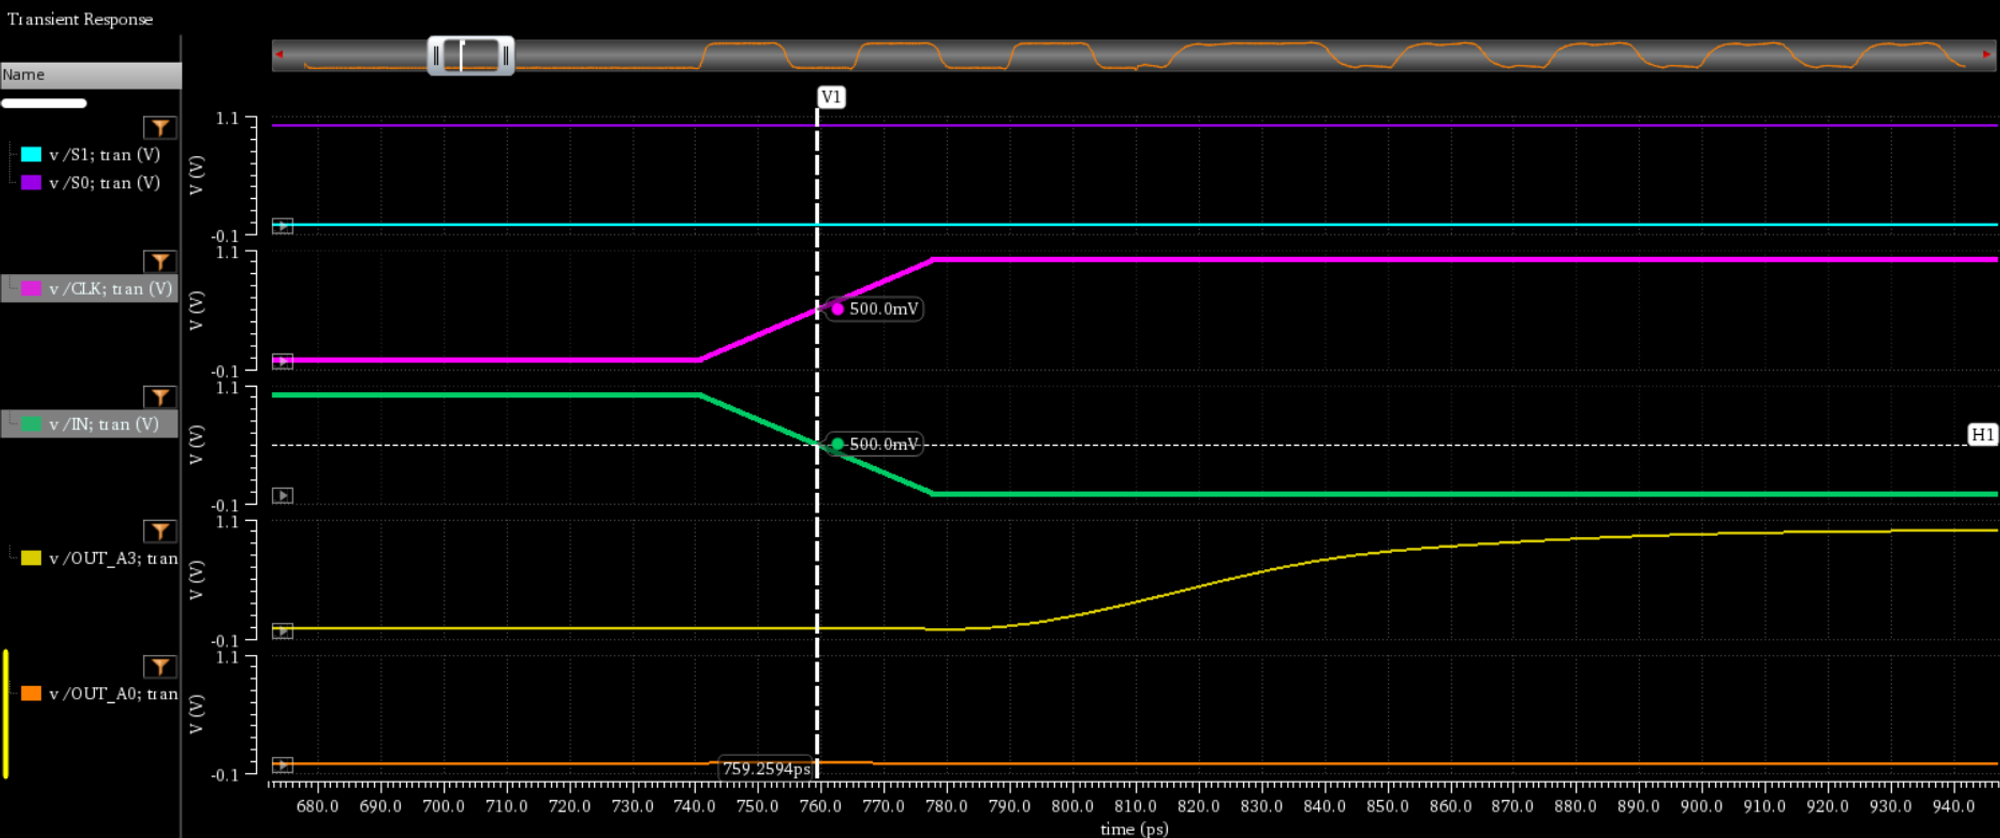 Transient Response
Name
V1
1.1
v /S1; tran (V)
v /S0; tran (V)
V (V)
-0.1
1.1
v /CLK; tran (V)
V (V)
500.0mV
-0.1
1.1
v /IN; tran (V)
V (V)
500.0mV
H1
-0.1
1.1
v /OUT_A3; tran
V (V)
-0.1
1.1
v /OUT_A0; tran
V (V)
759.2594ps
-0.1
680.0 690.0 700.0 710.0 720.0 730.0 740.0 750.0 760.0 770.0 780.0 790.0 800.0 810.0 820.0 830.0 840.0 850.0 860.0 870.0 880.0 890.0 900.0 910.0 920.0 930.0 940.0
time (ps)